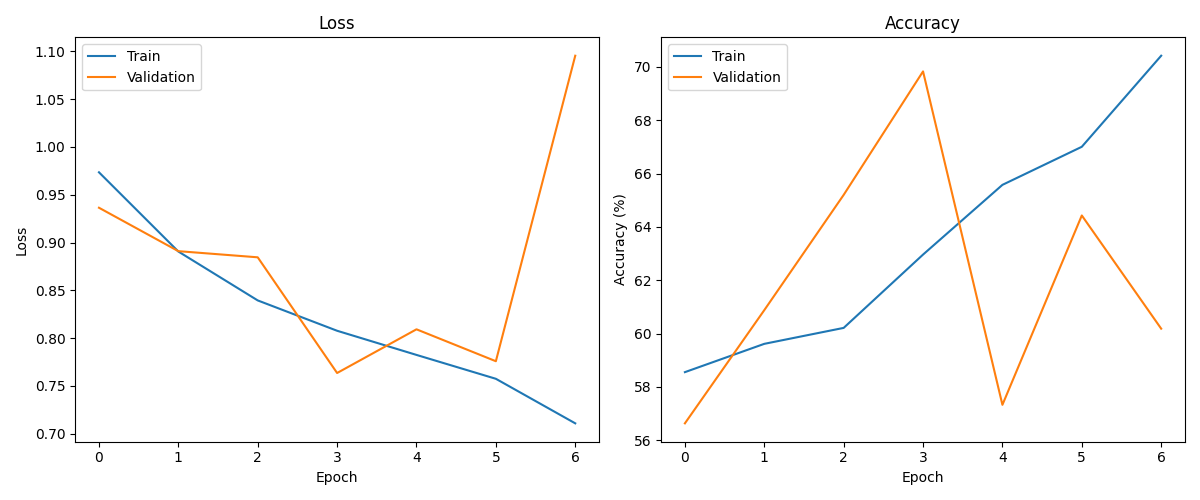 Loss
Train
Validation
1.10
1.05
1.00
0.95
0.90
0.85
0.80
0.75
0.70
Loss
0 1 2 3 4 5 6
Epoch
Accuracy
Train
Validation
70
68
66
64
62
60
58
56
Accuracy (%)
0 1 2 3 4 5 6
Epoch